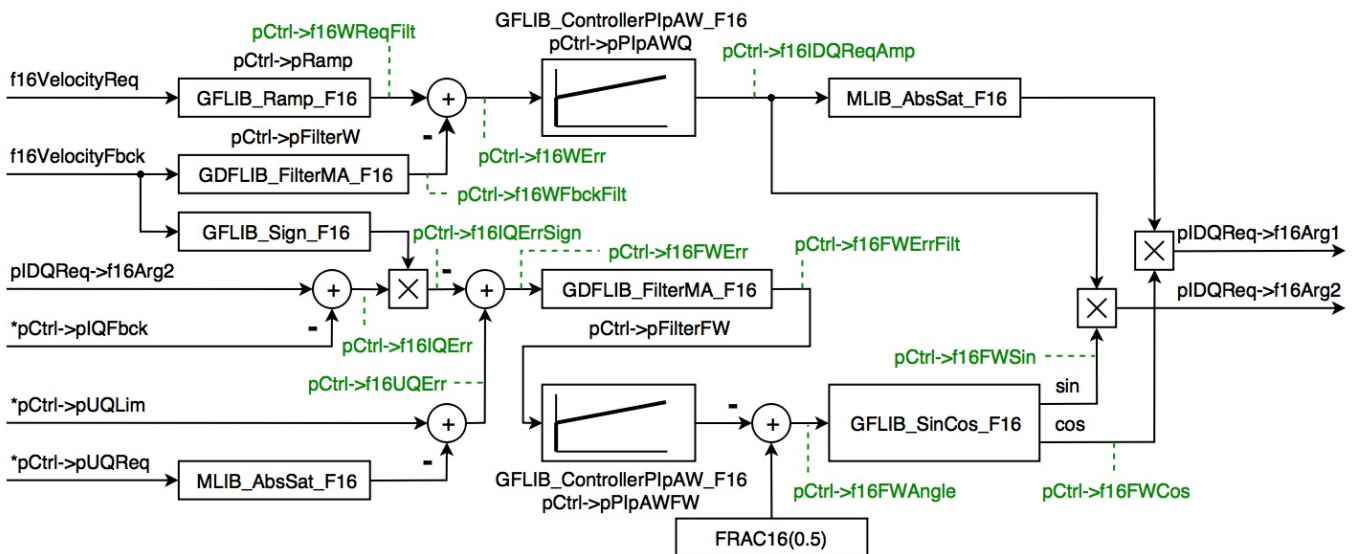 GFLIB_ControllerPIpAW_F16
pCtrl->pPIpAWQ
pCtrl->f16WReqFilt
pCtrl->f16IDQReqAmp
pCtrl->pRamp
f16VelocityReq
GFLIB_Ramp_F16
+
MLIB_AbsSat_F16
pCtrl->pFilterW
-
f16VelocityFbck
pCtrl->f16WErr
GDFLIB_FilterMA_F16
pCtrl->f16WFbckFilt
GFLIB_Sign_F16
pCtrl->f16IQErrSign
pCtrl->f16FWErr
pCtrl->f16FWErrFilt
pIDQReq->f16Arg1
pIDQReq->f16Arg2
+
×
-
+
GDFLIB_FilterMA_F16
×
×
pIDQReq->f16Arg2
*pCtrl->pIQFbck
-
pCtrl->pFilterFW
pCtrl->f16IQErr
pCtrl->f16FWSin
pCtrl->f16UQErr
sin
*pCtrl->pUQLim
+
-
+
GFLIB_SinCos_F16
cos
*pCtrl->pUQReq
-
MLIB_AbsSat_F16
GFLIB_ControllerPIpAW_F16
pCtrl->pPIpAWFW
pCtrl->f16FWAngle
pCtrl->f16FWCos
FRAC16(0.5)